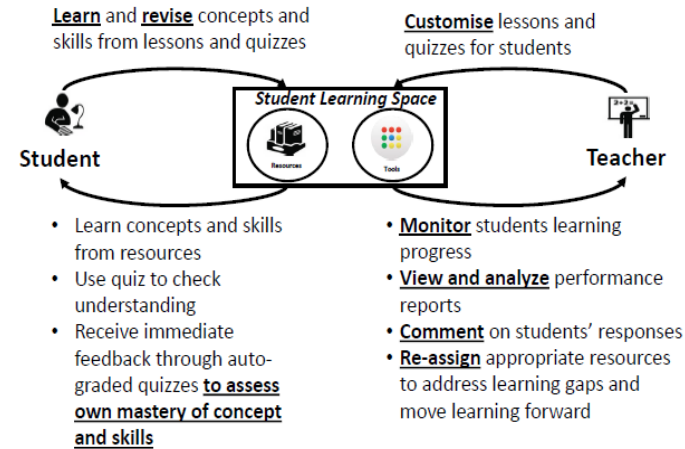 Learn and revise concepts and
skills from lessons and quizzes
Customise lessons and
quizzes for students
Student Learning Space
Resources
Tools
2+3=
Student
Teacher
• Learn concepts and skills
from resources
• Use quiz to check
understanding
• Receive immediate
feedback through auto-
graded quizzes to assess
own mastery of concept
and skills
• Monitor students learning
progress
• View and analyze performance
reports
• Comment on students’ responses
• Re-assign appropriate resources
to address learning gaps and
move learning forward